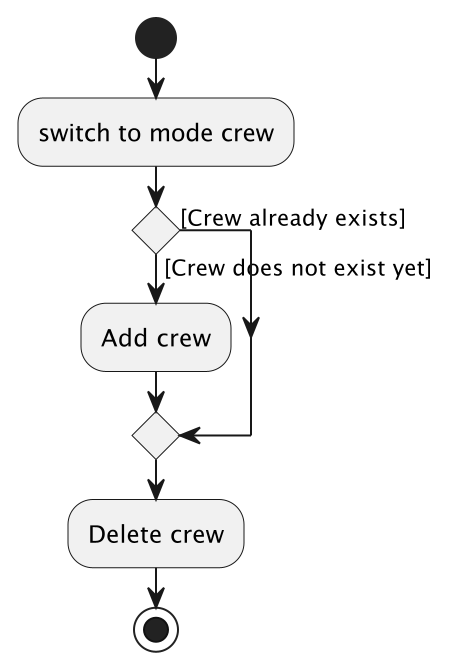 switch to mode crew
[Crew already exists]
[Crew does not exist yet]
Add crew
Delete crew